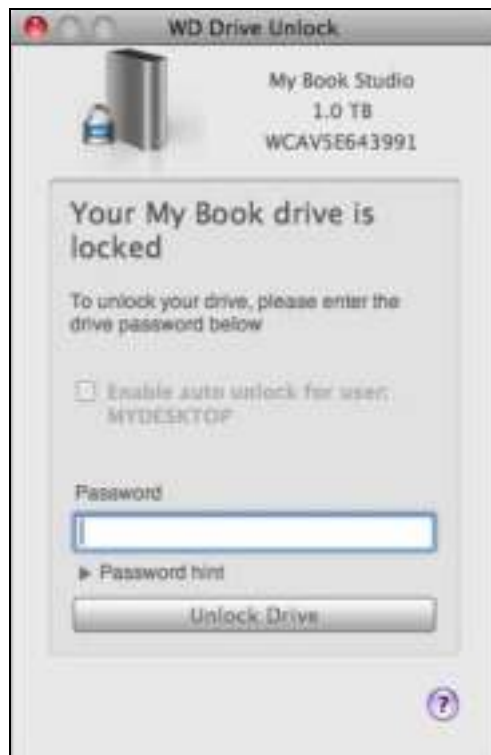 WD Drive Unlock
My Book Studio
1.0 TB
WCAV5E643991
Your My Book drive is
locked
To unlock your drive, please enter the
drive password below
Enable auto unlock for user:
MYDESKTOP
Password
Password hint
Unlock Drive
?